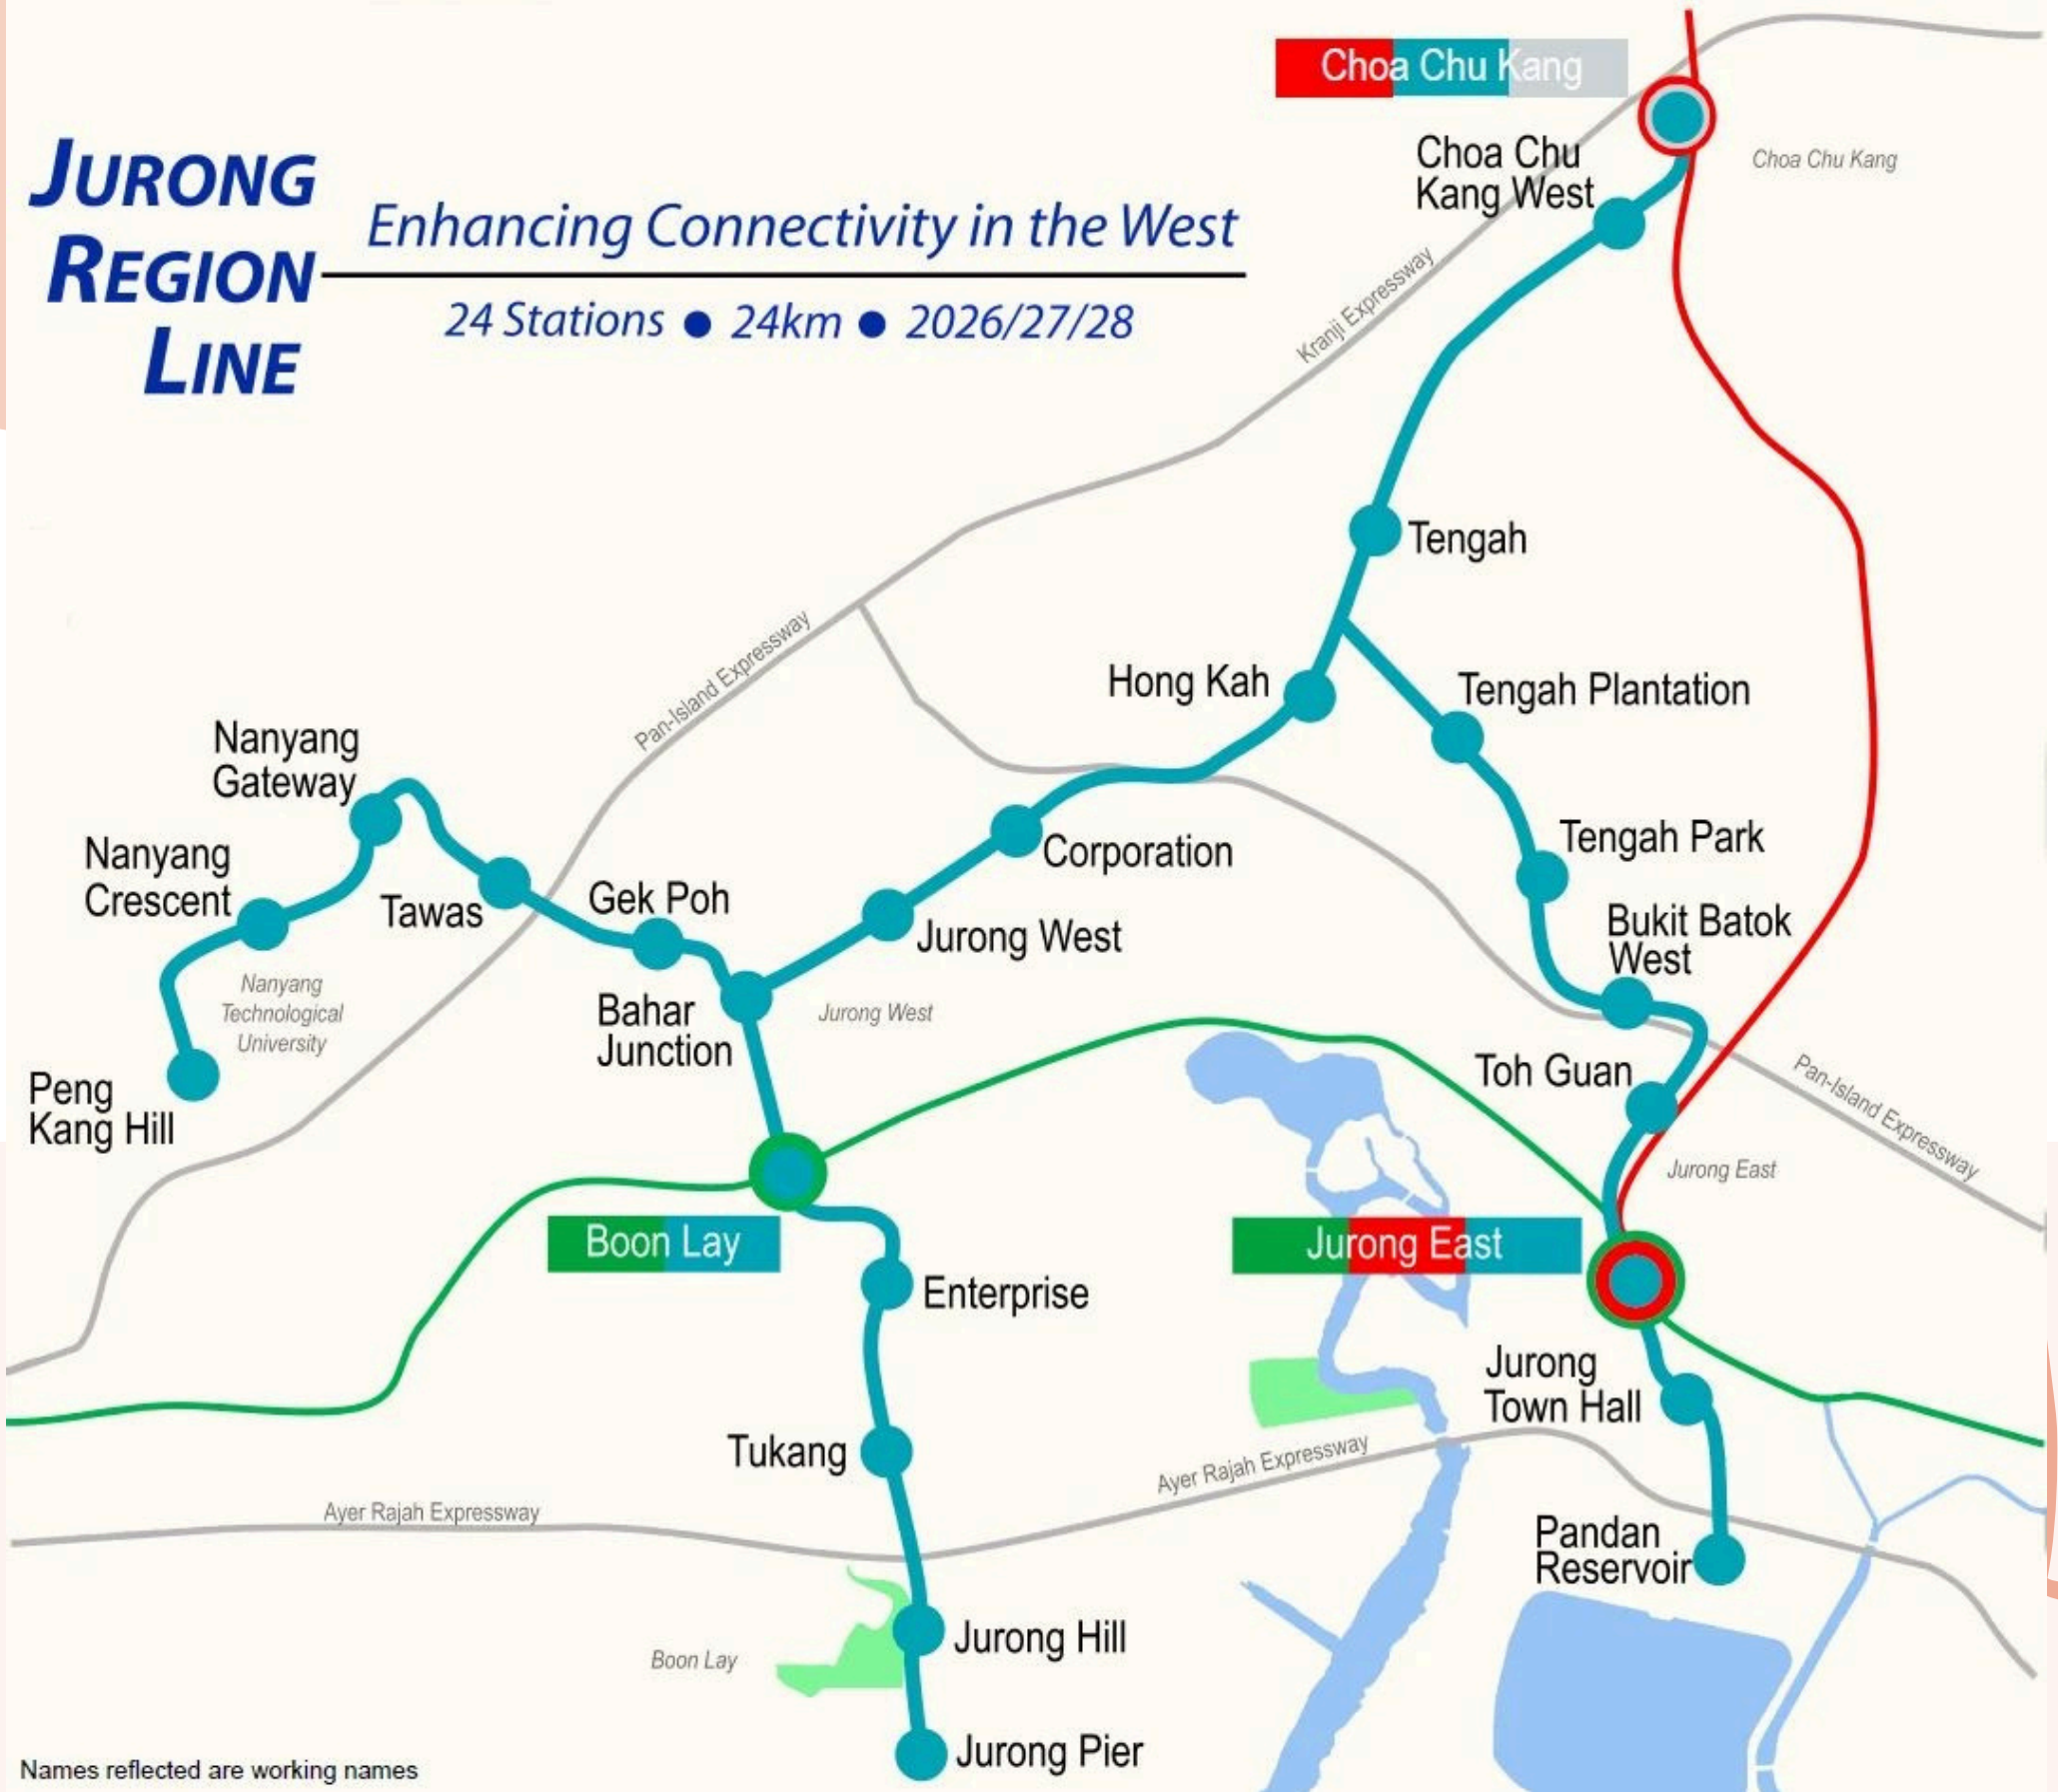 Choa Chu Kang
Choa Chu
Kang West
Choa Chu Kang
JURONG
REGION
LINE
Enhancing Connectivity in the West
24 Stations ● 24km ● 2026/27/28
Kranji Expressway
Tengah
Pan-Island Expressway
Hong Kah
Tengah Plantation
Nanyang
Gateway
Tengah Park
Corporation
Nanyang
Crescent
Tawas
Gek Poh
Jurong West
Bukit Batok
West
Nanyang
Technological
University
Bahar
Junction
Jurong West
Toh Guan
Pan-Island Expressway
Peng
Kang Hill
Jurong East
Boon Lay
Jurong East
Enterprise
Jurong
Town Hall
Tukang
Ayer Rajah Expressway
Ayer Rajah Expressway
Pandan
Reservoir
Jurong Hill
Boon Lay
Jurong Pier
Names reflected are working names